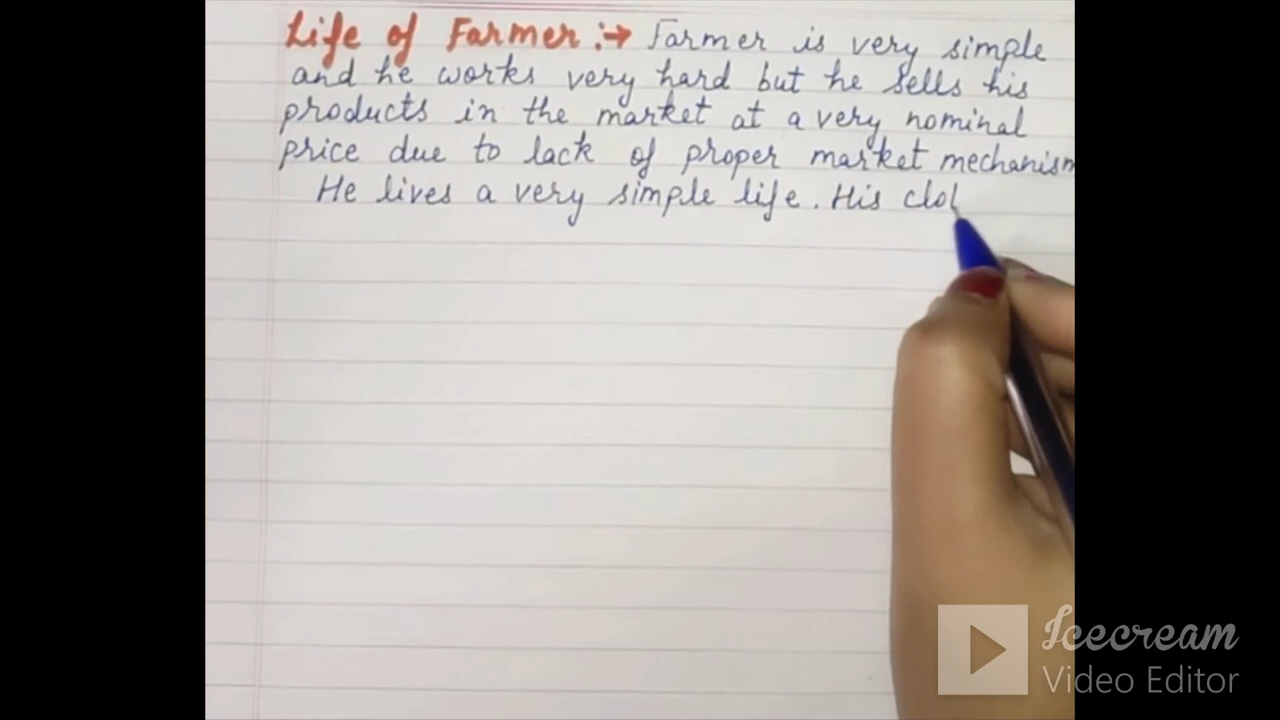 Life of Farmer :→ Farmer is very simple
and he works very hard but he sells his
products in the market at a very nominal
price due to lack of proper market mechanism
He lives a very simple life. His clot
Icecream
Video Editor